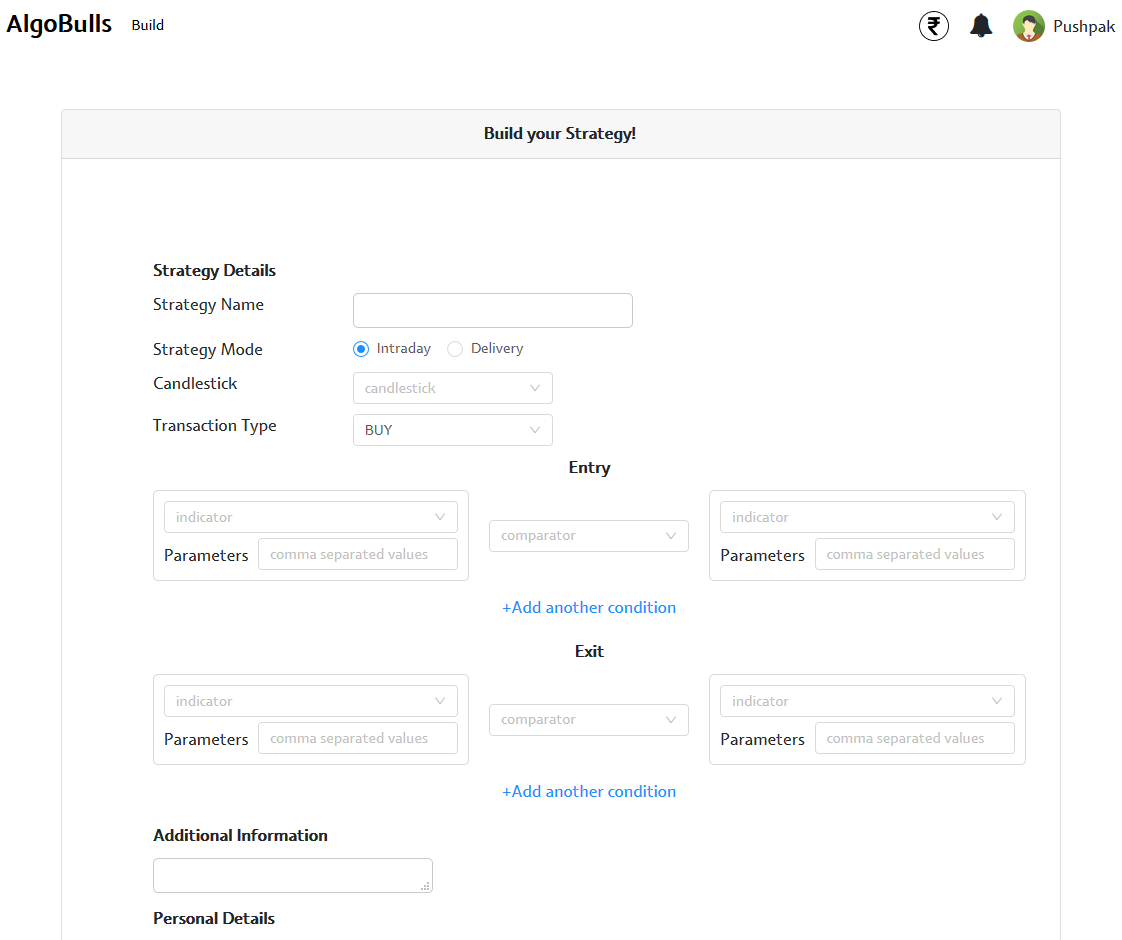 AlgoBulls Build ₹ Pushpak
Build your Strategy!
Strategy Details
Strategy Name
Strategy Mode Intraday Delivery
Candlestick candlestick
Transaction Type BUY
Entry
indicator comparator indicator
Parameters comma separated values Parameters comma separated values
+Add another condition
Exit
indicator comparator indicator
Parameters comma separated values Parameters comma separated values
+Add another condition
Additional Information
Personal Details